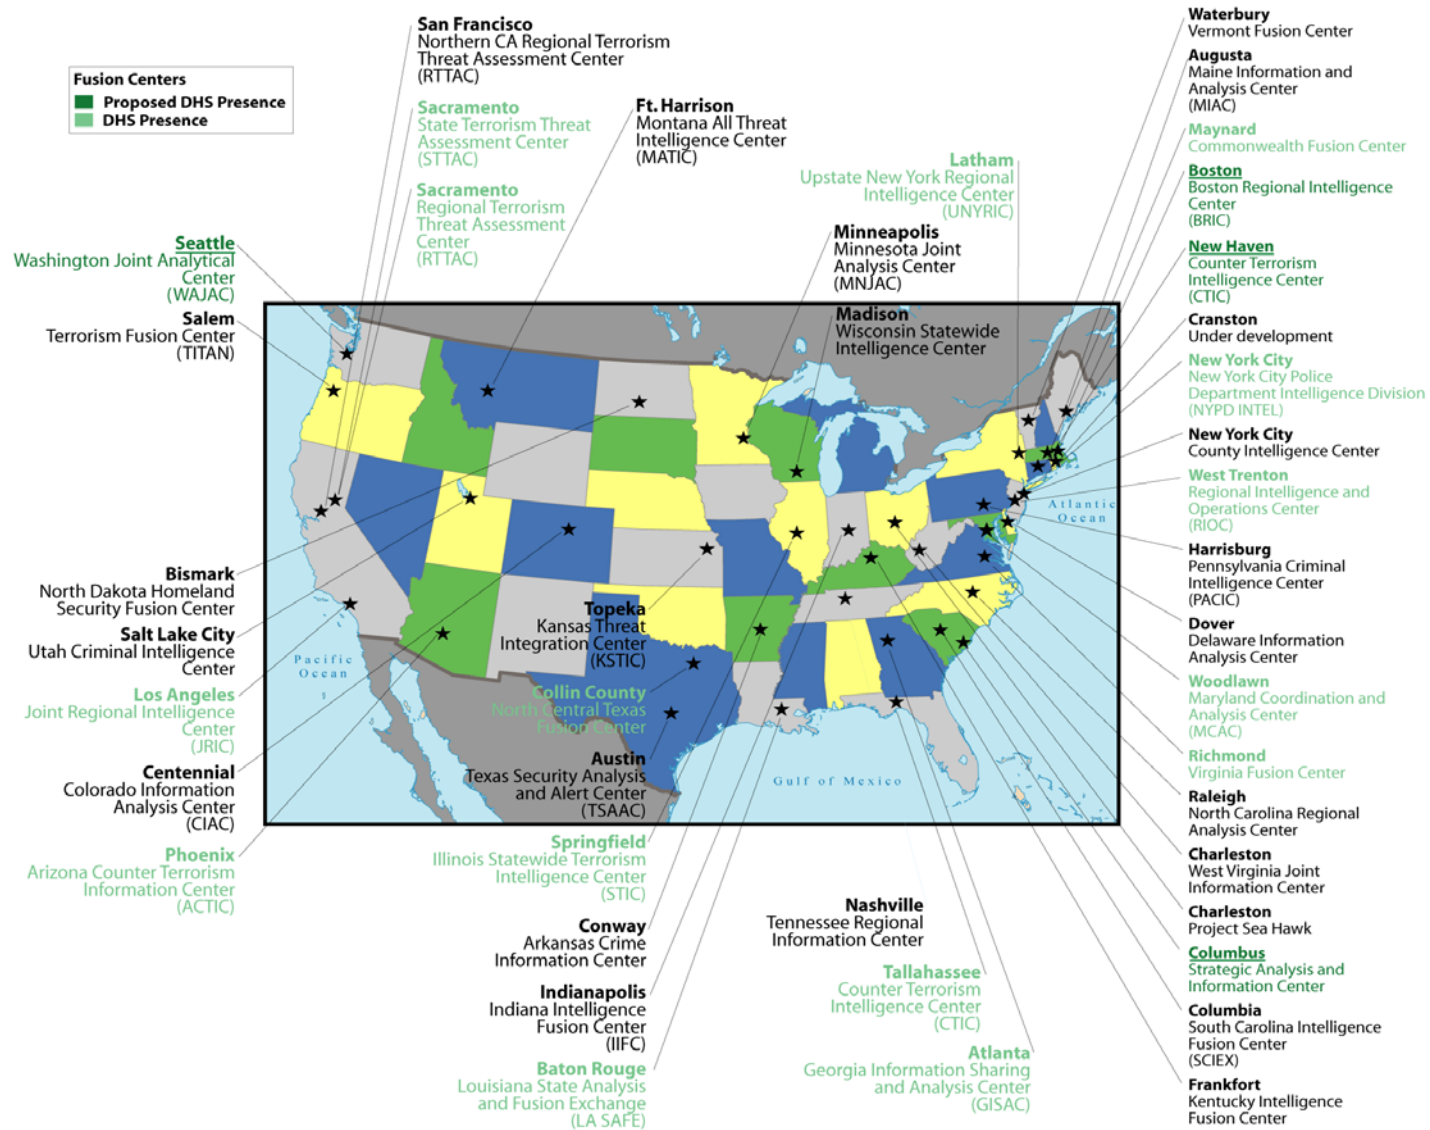 San Francisco
Northern CA Regional Terrorism
Threat Assessment Center
(RTTAC)
Fusion Centers
Proposed DHS Presence
DHS Presence
Sacramento
State Terrorism Threat
Assessment Center
(STTAC)
Sacramento
Regional Terrorism
Threat Assessment
Center
(RTTAC)
Ft. Harrison
Montana All Threat
Intelligence Center
(MATIC)
Latham
Upstate New York Regional
Intelligence Center
(UNYRIC)
Minneapolis
Minnesota Joint
Analysis Center
(MNJAC)
Madison
Wisconsin Statewide
Intelligence Center
Seattle
Washington Joint Analytical
Center
(WAJAC)
Salem
Terrorism Fusion Center
(TITAN)
Bismark
North Dakota Homeland
Security Fusion Center
Salt Lake City
Utah Criminal Intelligence
Center
Los Angeles
Joint Regional Intelligence
Center
(JRIC)
Centennial
Colorado Information
Analysis Center
(CIAC)
Phoenix
Arizona Counter Terrorism
Information Center
(ACTIC)
Pacific
Ocean
Topeka
Kansas Threat
Integration Center
(KSTIC)
Collin County
North Central Texas
Fusion Center
Austin
Texas Security Analysis
and Alert Center
(TSAAC)
Gulf of Mexico
Atlantic
Ocean
Springfield
Illinois Statewide Terrorism
Intelligence Center
(STIC)
Conway
Arkansas Crime
Information Center
Indianapolis
Indiana Intelligence
Fusion Center
(IIFC)
Baton Rouge
Louisiana State Analysis
and Fusion Exchange
(LA SAFE)
Nashville
Tennessee Regional
Information Center
Tallahassee
Counter Terrorism
Intelligence Center
(CTIC)
Atlanta
Georgia Information Sharing
and Analysis Center
(GISAC)
Waterbury
Vermont Fusion Center
Augusta
Maine Information and
Analysis Center
(MIAC)
Maynard
Commonwealth Fusion Center
Boston
Boston Regional Intelligence
Center
(BRIC)
New Haven
Counter Terrorism
Intelligence Center
(CTIC)
Cranston
Under development
New York City
New York City Police
Department Intelligence Division
(NYPD INTEL)
New York City
County Intelligence Center
West Trenton
Regional Intelligence and
Operations Center
(RIOC)
Harrisburg
Pennsylvania Criminal
Intelligence Center
(PACIC)
Dover
Delaware Information
Analysis Center
Woodlawn
Maryland Coordination and
Analysis Center
(MCAC)
Richmond
Virginia Fusion Center
Raleigh
North Carolina Regional
Analysis Center
Charleston
West Virginia Joint
Information Center
Charleston
Project Sea Hawk
Columbus
Strategic Analysis and
Information Center
Columbia
South Carolina Intelligence
Fusion Center
(SCIEX)
Frankfort
Kentucky Intelligence
Fusion Center